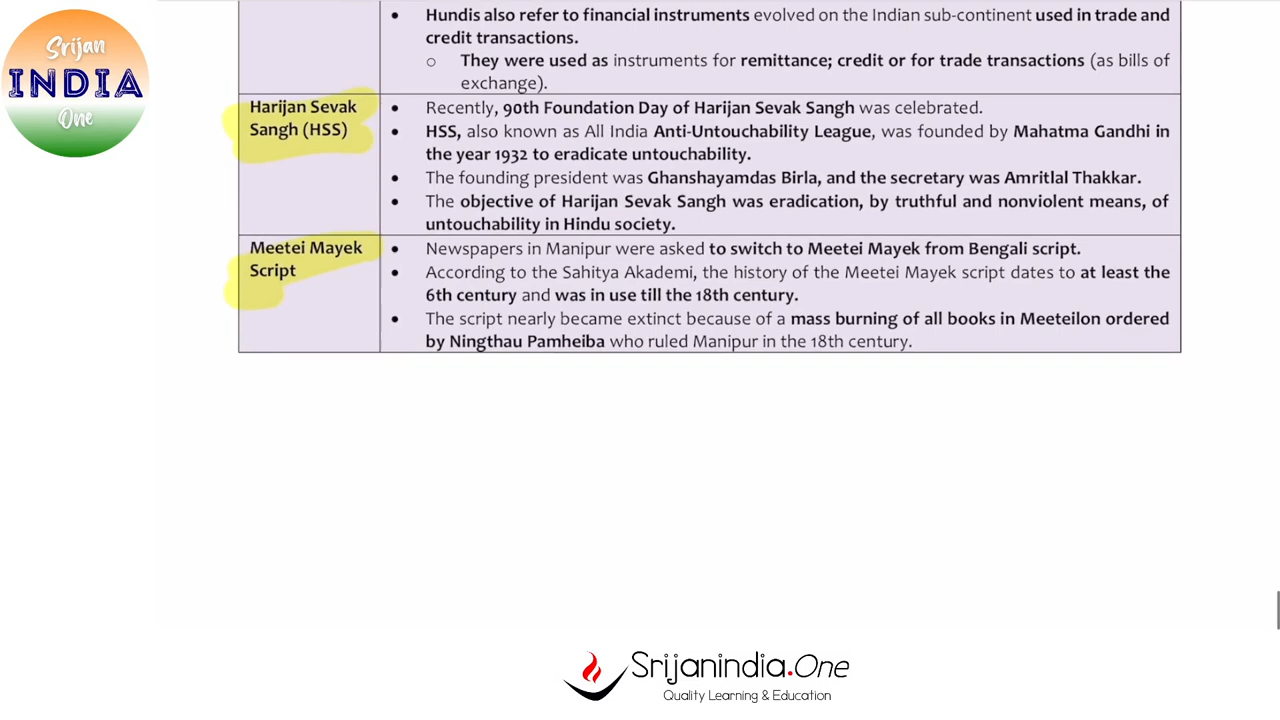 Srijan
INDIA
One
• Hundis also refer to financial instruments evolved on the Indian sub-continent used in trade and
credit transactions.
o They were used as instruments for remittance; credit or for trade transactions (as bills of
exchange).
Harijan Sevak
Sangh (HSS)
• Recently, 90th Foundation Day of Harijan Sevak Sangh was celebrated.
• HSS, also known as All India Anti-Untouchability League, was founded by Mahatma Gandhi in
the year 1932 to eradicate untouchability.
• The founding president was Ghanshayamdas Birla, and the secretary was Amritlal Thakkar.
• The objective of Harijan Sevak Sangh was eradication, by truthful and nonviolent means, of
untouchability in Hindu society.
Meetei Mayek
Script
• Newspapers in Manipur were asked to switch to Meetei Mayek from Bengali script.
• According to the Sahitya Akademi, the history of the Meetei Mayek script dates to at least the
6th century and was in use till the 18th century.
• The script nearly became extinct because of a mass burning of all books in Meeteilon ordered
by Ningthau Pamheiba who ruled Manipur in the 18th century.
Srijanindia.One
Quality Learning & Education